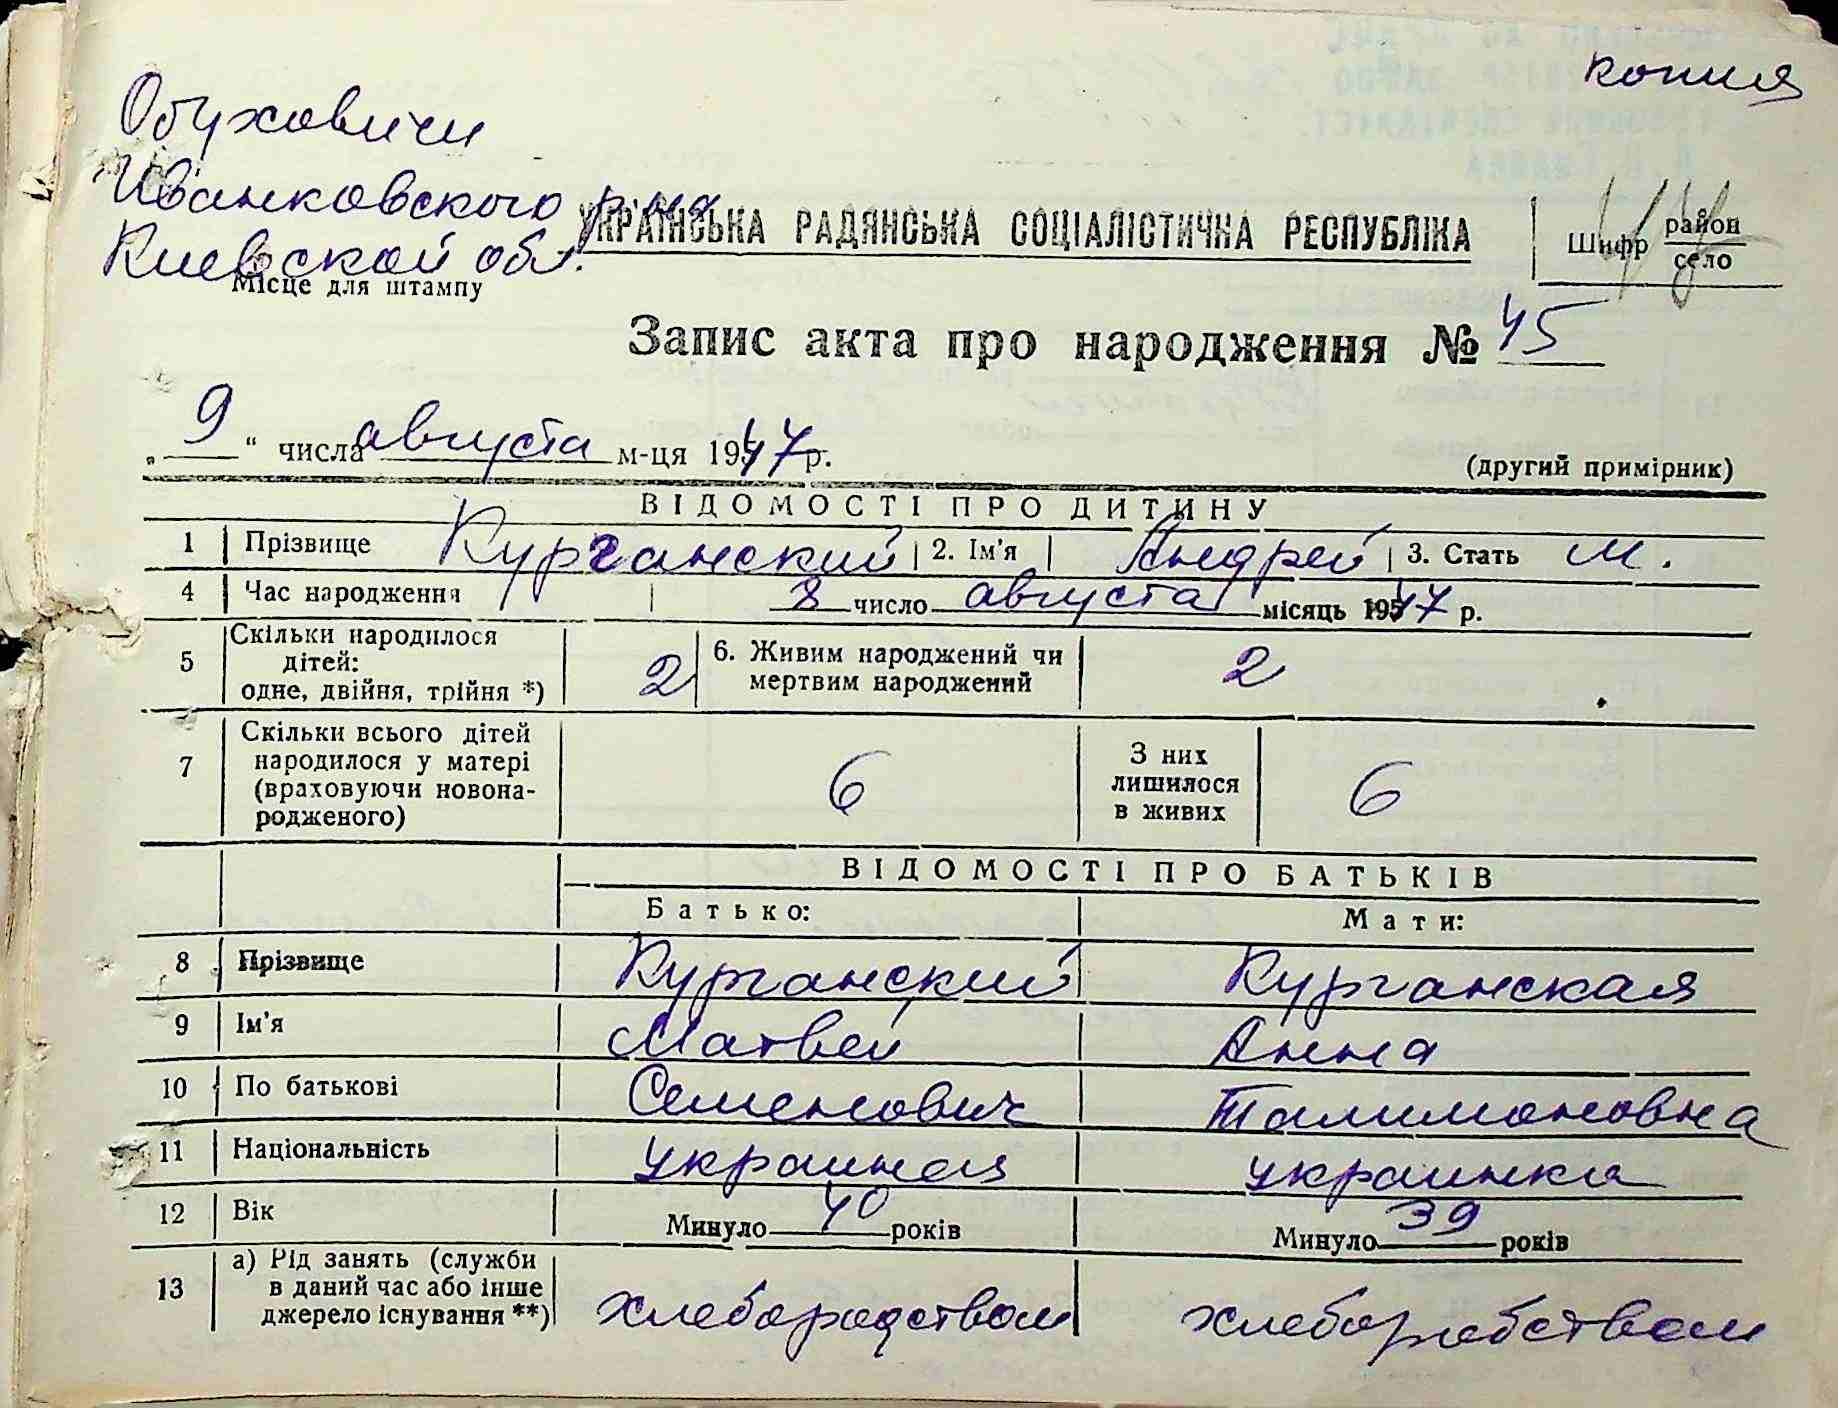 копия
Обуховичи
Иванковского р-на
Киевской обл.
Місце для штампу
УКРАЇНСЬКА РАДЯНСЬКА СОЦІАЛІСТИЧНА РЕСПУБЛІКА
Шифр район
село
Запис акта про народження № 45
„ 9 “ числа августа м-ця 1947 р.
(другий примірник)
ВІДОМОСТІ ПРО ДИТИНУ
1 Прізвище Курганский 2. Ім'я Андрей 3. Стать м.
4 Час народження 8 число августа місяць 1947 р.
5 Скільки народилося
дітей:
одне, двійня, трійня *) 2
6. Живим народжений чи
мертвим народжений 2
7 Скільки всього дітей
народилося у матері
(враховуючи новона-
родженого) 6
З них
лишилося
в живих 6
ВІДОМОСТІ ПРО БАТЬКІВ
Батько: Мати:
8 Прізвище Курганский Курганская
9 Ім'я Матвей Анна
10 По батькові Семенович Талимоновна
11 Національність украинец украинка
12 Вік Минуло 40 років Минуло 39 років
13 а) Рід занять (служби
в даний час або інше
джерело існування **)
хлеборобством хлеборобством